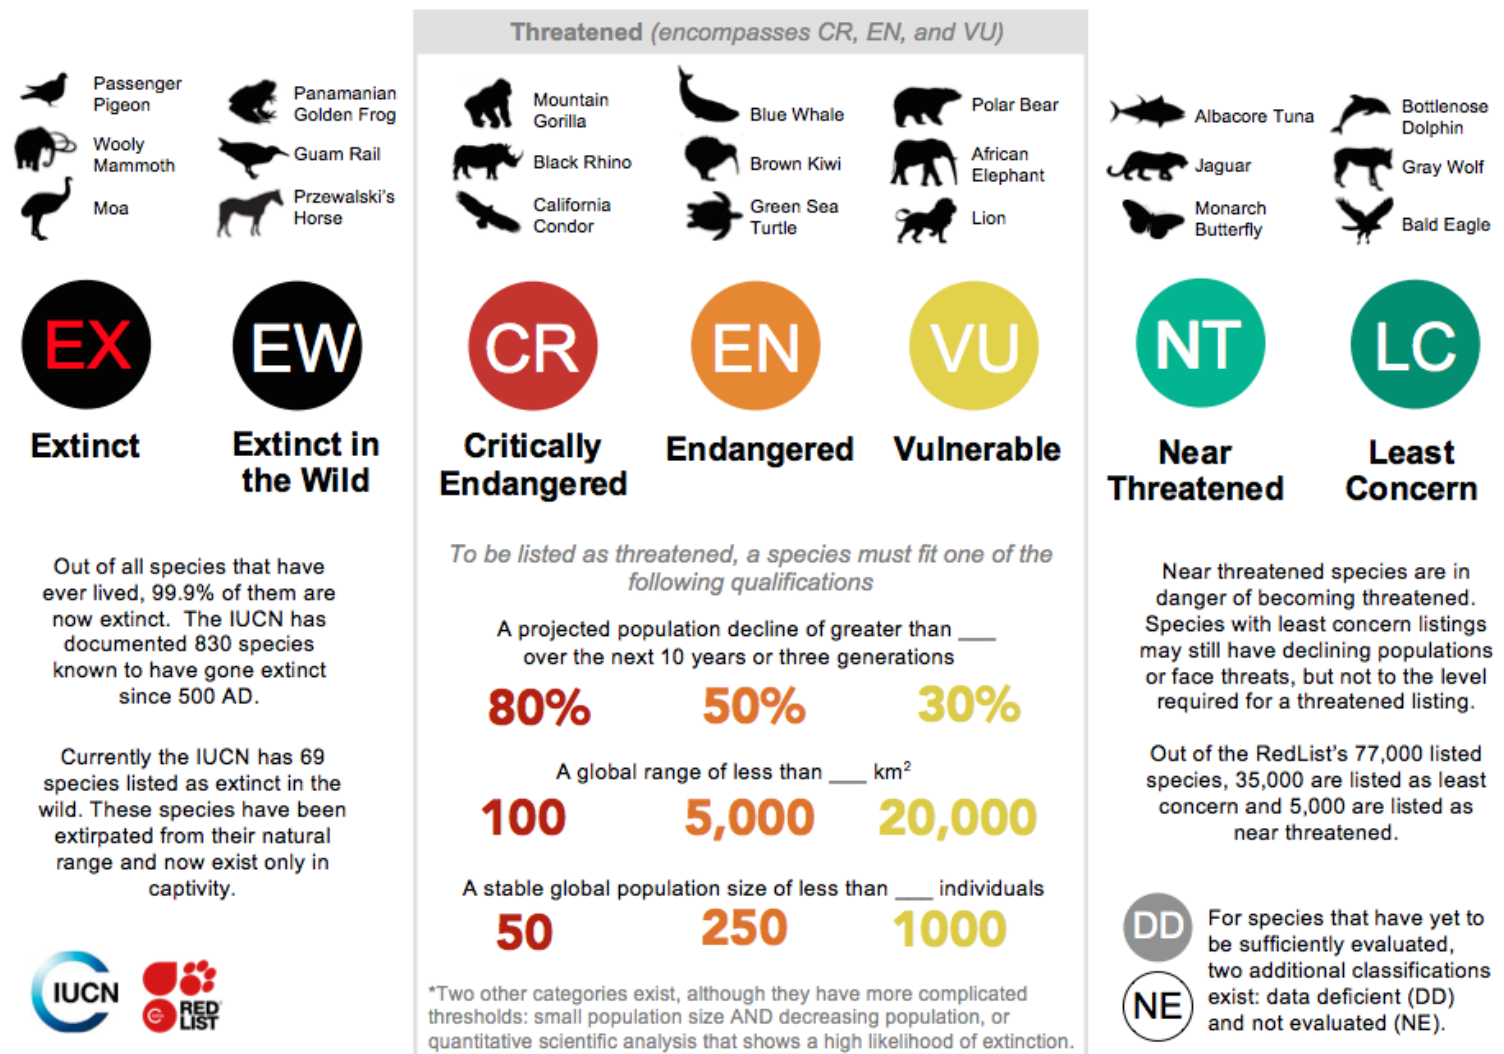 Threatened (encompasses CR, EN, and VU)
Passenger
Pigeon
Wooly
Mammoth
Moa
Panamanian
Golden Frog
Guam Rail
Przewalski's
Horse
Mountain
Gorilla
Black Rhino
California
Condor
Blue Whale
Brown Kiwi
Green Sea
Turtle
Polar Bear
African
Elephant
Lion
Albacore Tuna
Jaguar
Monarch
Butterfly
Bottlenose
Dolphin
Gray Wolf
Bald Eagle
EX
EW
CR
EN
VU
NT
LC
Extinct
Extinct in
the Wild
Critically
Endangered
Endangered
Vulnerable
Near
Threatened
Least
Concern
Out of all species that have
ever lived, 99.9% of them are
now extinct. The IUCN has
documented 830 species
known to have gone extinct
since 500 AD.
Currently the IUCN has 69
species listed as extinct in the
wild. These species have been
extirpated from their natural
range and now exist only in
captivity.
IUCN
RED
LIST
To be listed as threatened, a species must fit one of the
following qualifications
A projected population decline of greater than ___
over the next 10 years or three generations
80% 50% 30%
A global range of less than ___ km²
100 5,000 20,000
A stable global population size of less than ___ individuals
50 250 1000
*Two other categories exist, although they have more complicated
thresholds: small population size AND decreasing population, or
quantitative scientific analysis that shows a high likelihood of extinction.
Near threatened species are in
danger of becoming threatened.
Species with least concern listings
may still have declining populations
or face threats, but not to the level
required for a threatened listing.
Out of the RedList's 77,000 listed
species, 35,000 are listed as least
concern and 5,000 are listed as
near threatened.
DD
NE
For species that have yet to
be sufficiently evaluated,
two additional classifications
exist: data deficient (DD)
and not evaluated (NE).